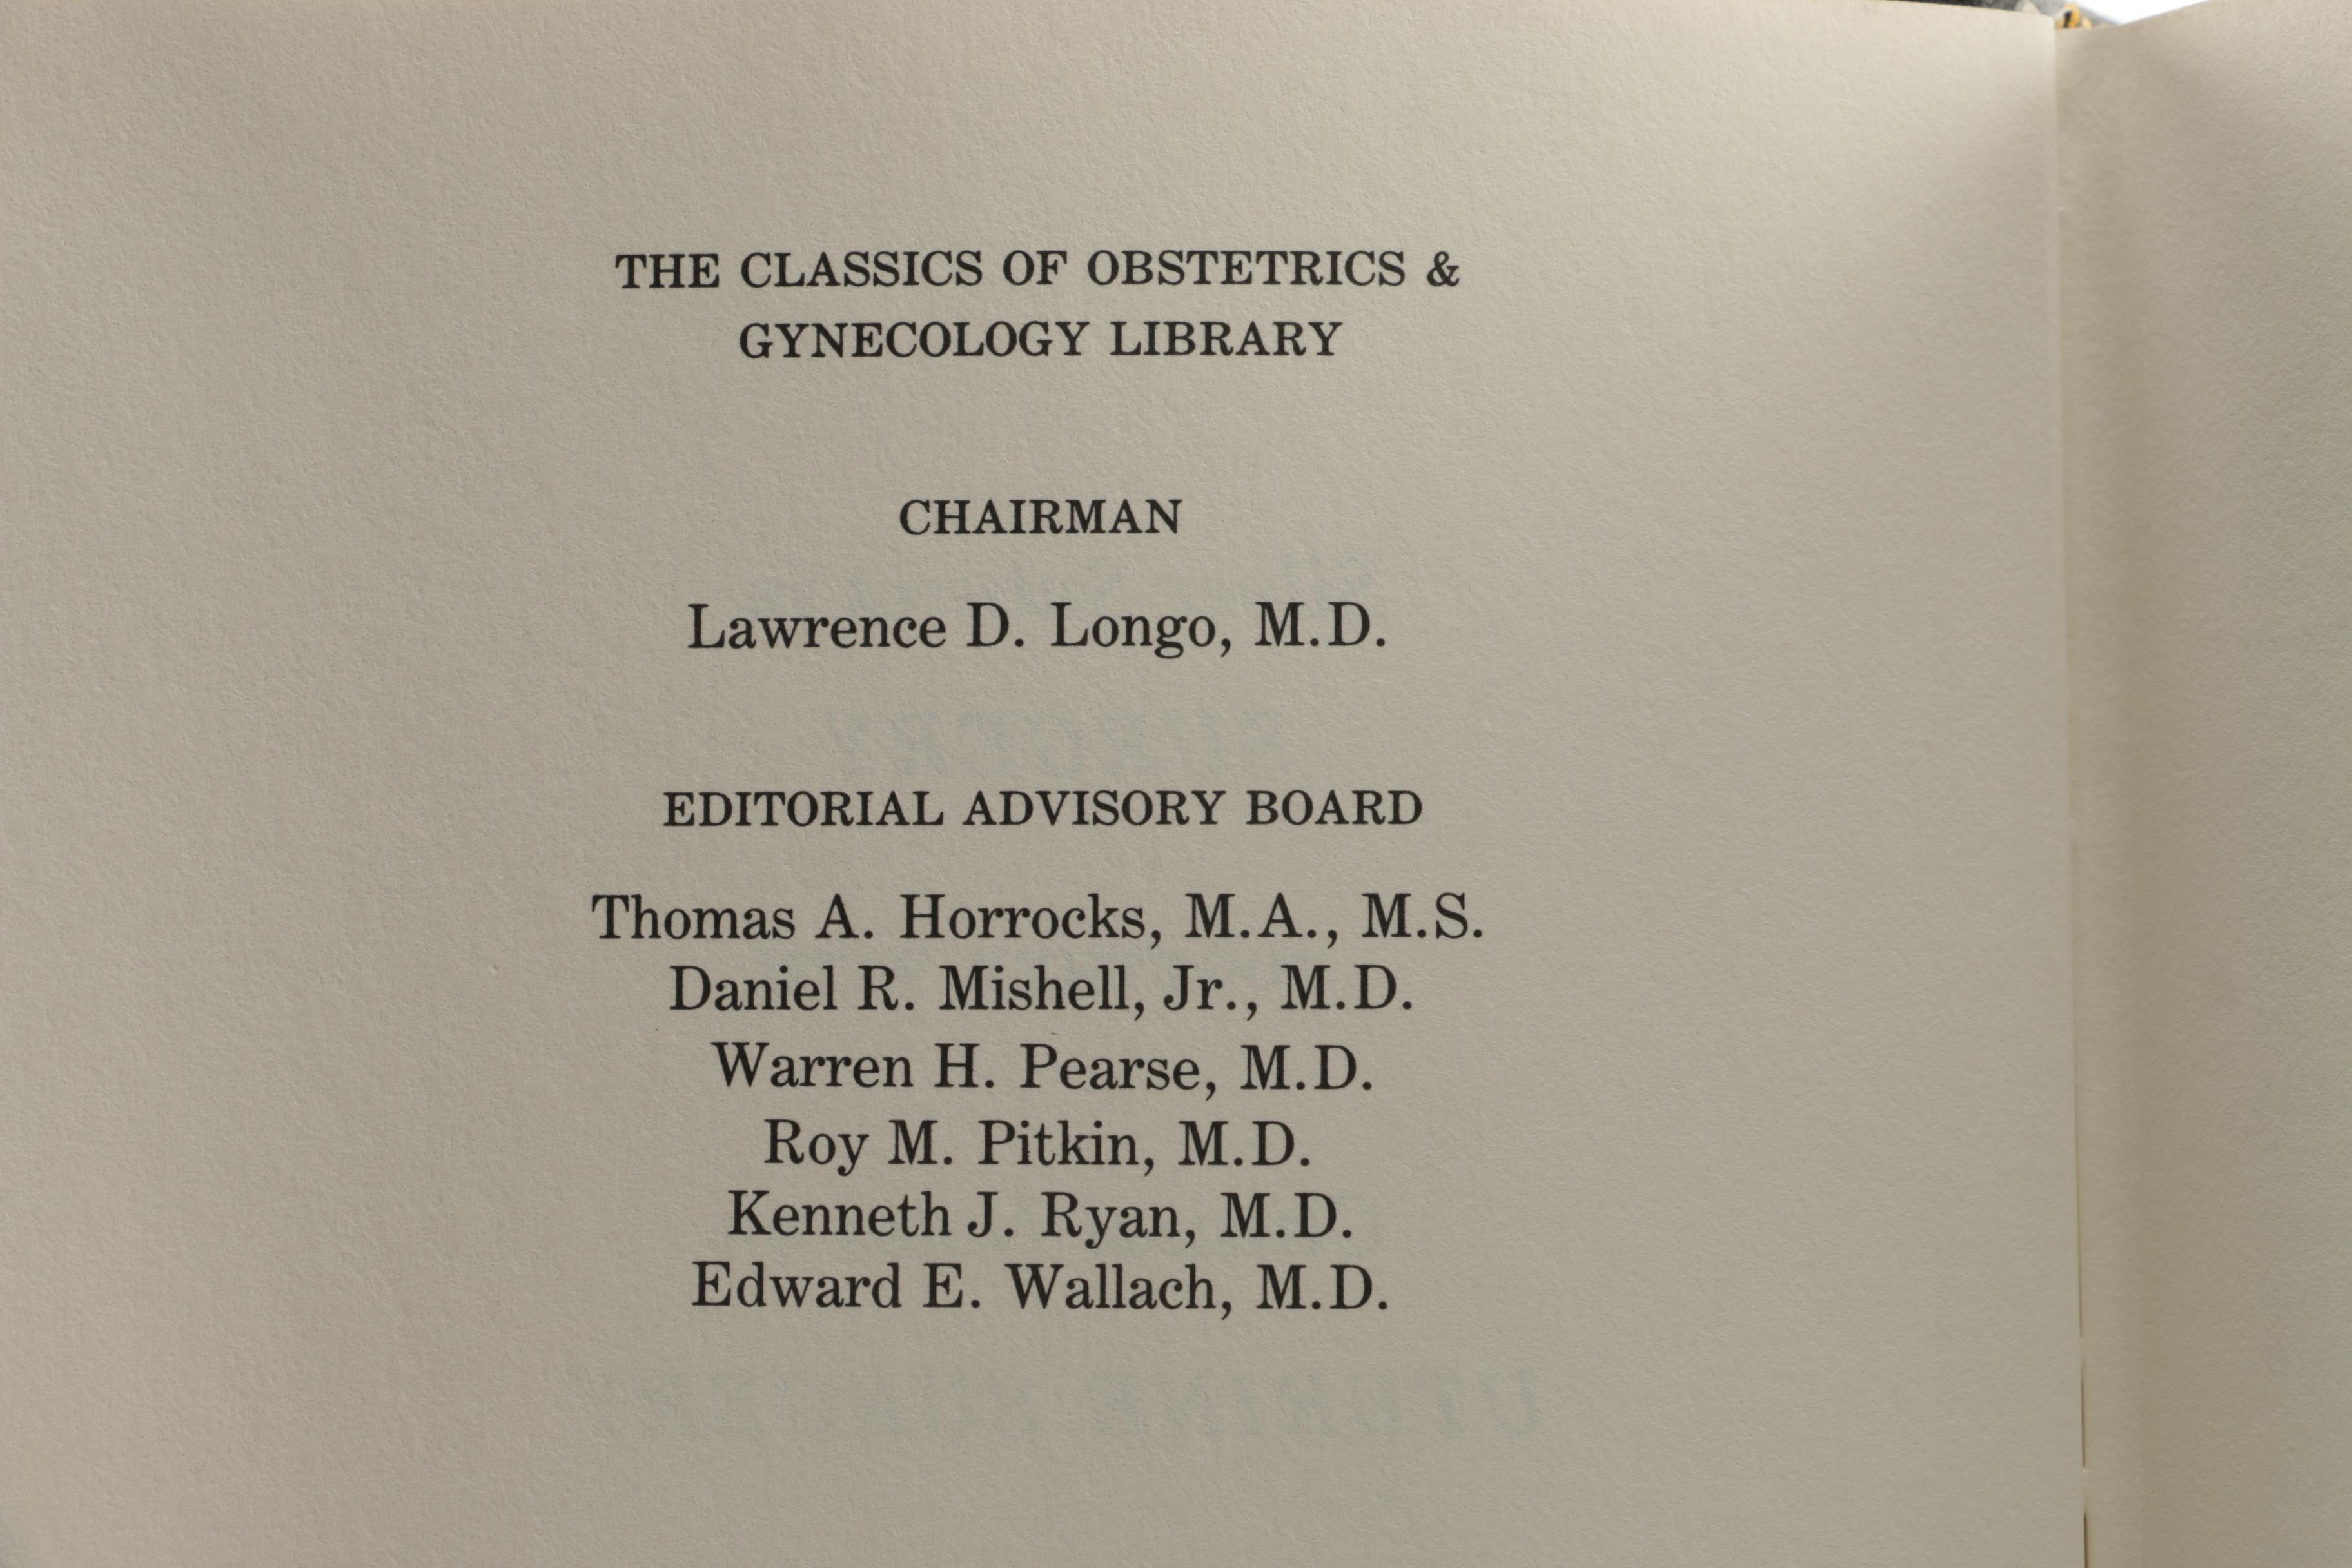 THE CLASSICS OF OBSTETRICS &
GYNECOLOGY LIBRARY
CHAIRMAN
Lawrence D. Longo, M.D.
EDITORIAL ADVISORY BOARD
Thomas A. Horrocks, M.A., M.S.
Daniel R. Mishell, Jr., M.D.
Warren H. Pearse, M.D.
Roy M. Pitkin, M.D.
Kenneth J. Ryan, M.D.
Edward E. Wallach, M.D.